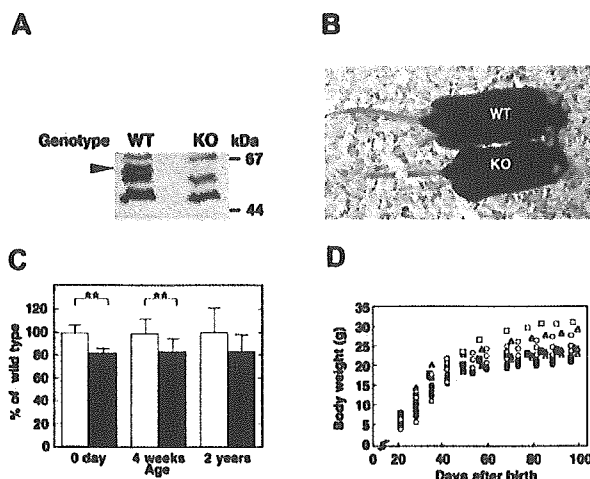 A
B
Genotype WT KO kDa
67
44
WT
KO
C
D
% of wild type
120
100
80
60
40
20
0
**
**
0 day 4 weeks 2 years
Age
Body weight (g)
35
30
25
20
15
10
5
0
0 20 40 60 80 100
Days after birth